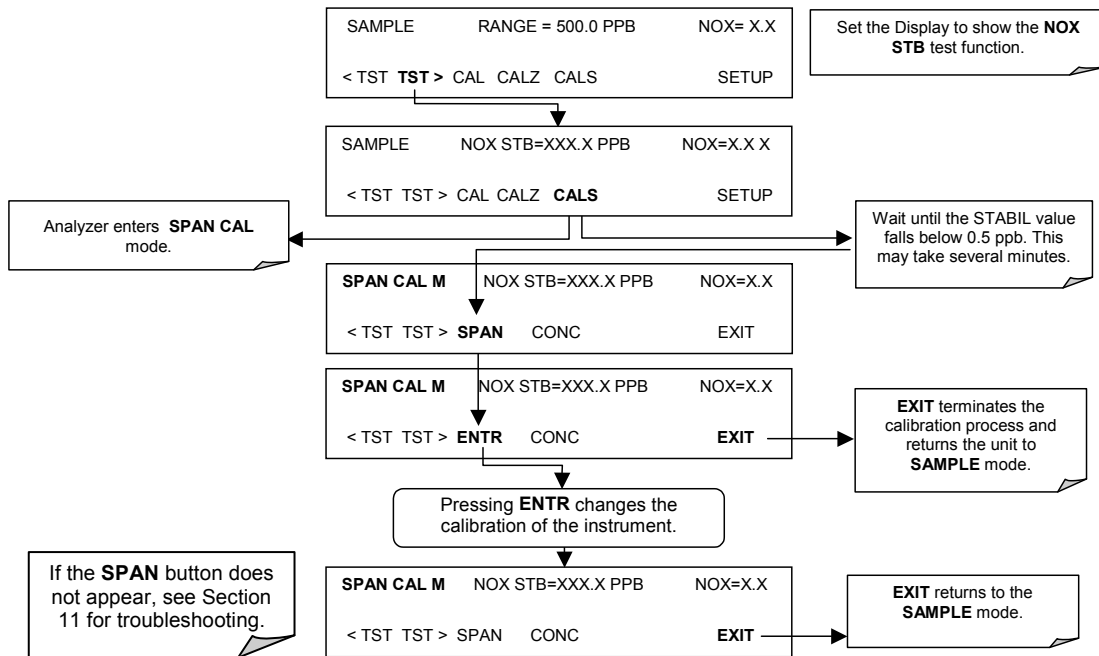 SAMPLE RANGE = 500.0 PPB NOX= X.X
< TST TST > CAL CALZ CALS SETUP
Set the Display to show the NOX
STB test function.
SAMPLE NOX STB=XXX.X PPB NOX=X.X X
< TST TST > CAL CALZ CALS SETUP
Analyzer enters SPAN CAL
mode.
Wait until the STABIL value
falls below 0.5 ppb. This
may take several minutes.
SPAN CAL M NOX STB=XXX.X PPB NOX=X.X
< TST TST > SPAN CONC EXIT
SPAN CAL M NOX STB=XXX.X PPB NOX=X.X
< TST TST > ENTR CONC EXIT
EXIT terminates the
calibration process and
returns the unit to
SAMPLE mode.
Pressing ENTR changes the
calibration of the instrument.
If the SPAN button does
not appear, see Section
11 for troubleshooting.
SPAN CAL M NOX STB=XXX.X PPB NOX=X.X
< TST TST > SPAN CONC EXIT
EXIT returns to the
SAMPLE mode.